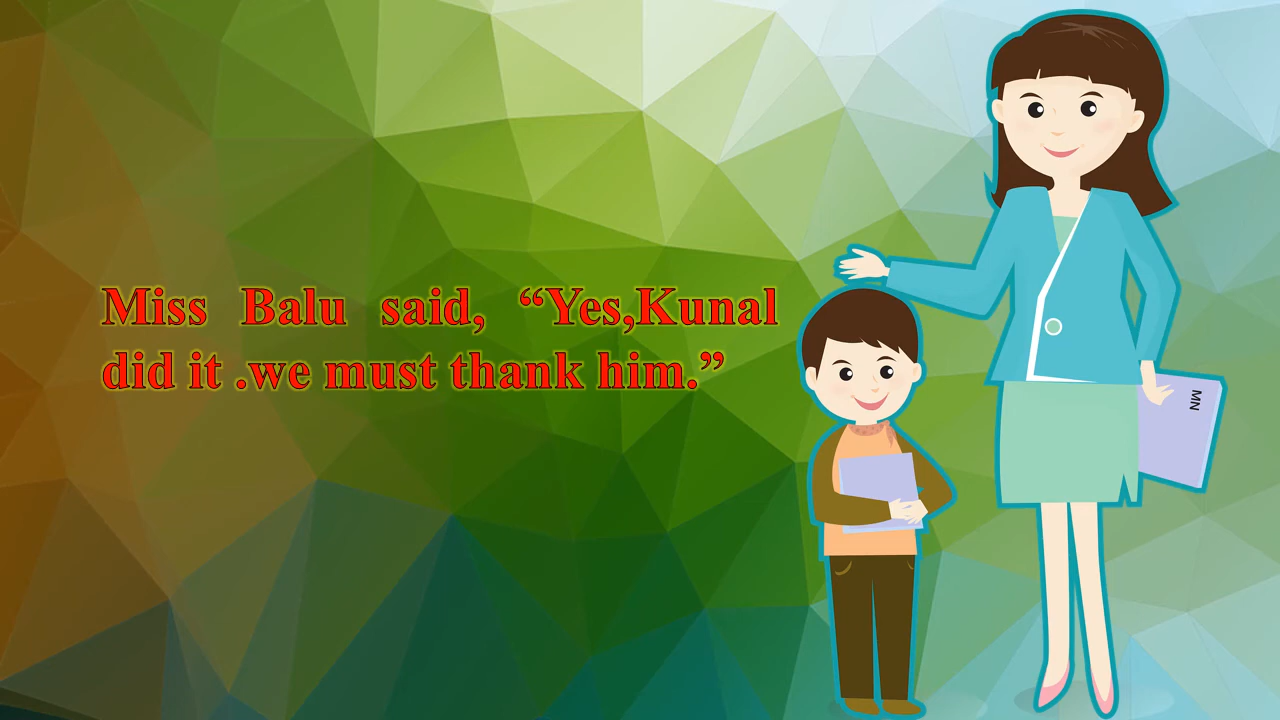 Miss Balu said, “Yes,Kunal
did it .we must thank him.”
MN